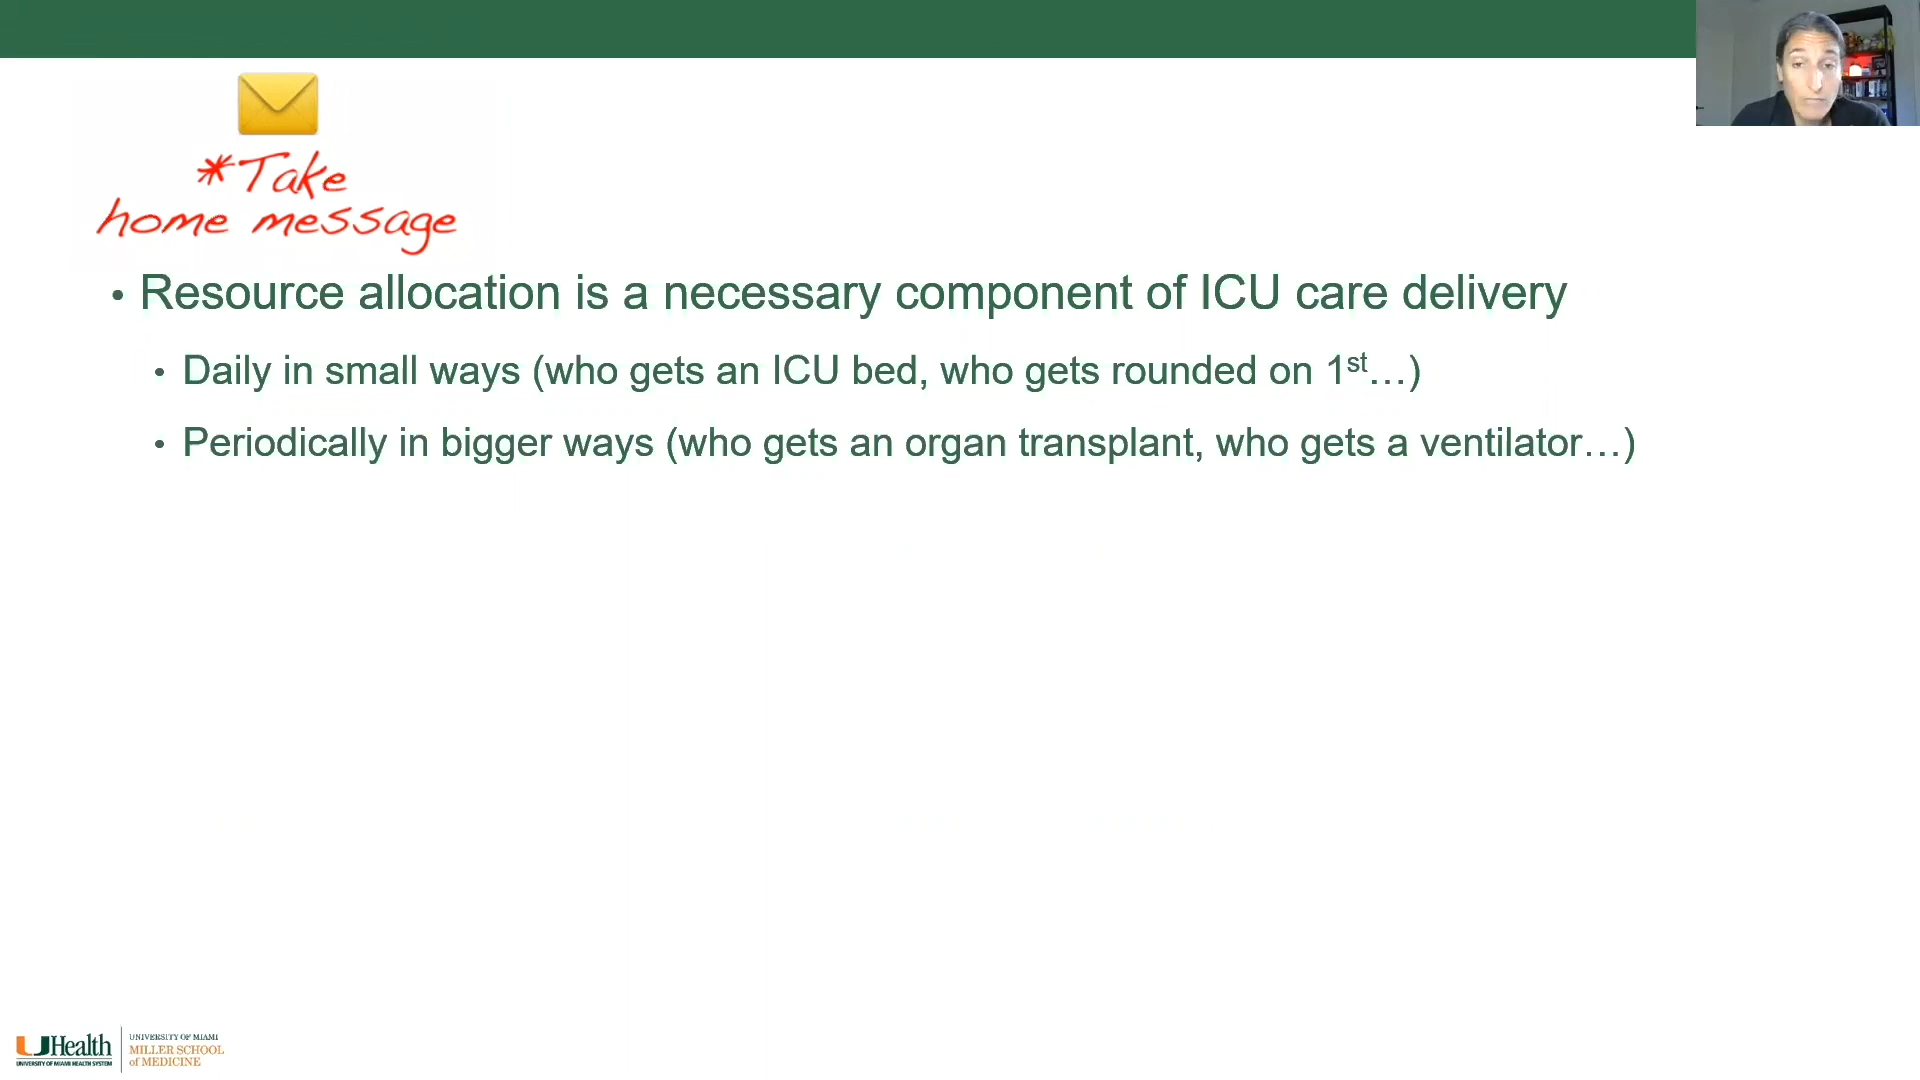 *Take
home message
• Resource allocation is a necessary component of ICU care delivery
• Daily in small ways (who gets an ICU bed, who gets rounded on 1st…)
• Periodically in bigger ways (who gets an organ transplant, who gets a ventilator…)
UHealth
UNIVERSITY OF MIAMI HEALTH SYSTEM
UNIVERSITY OF MIAMI
MILLER SCHOOL
of MEDICINE